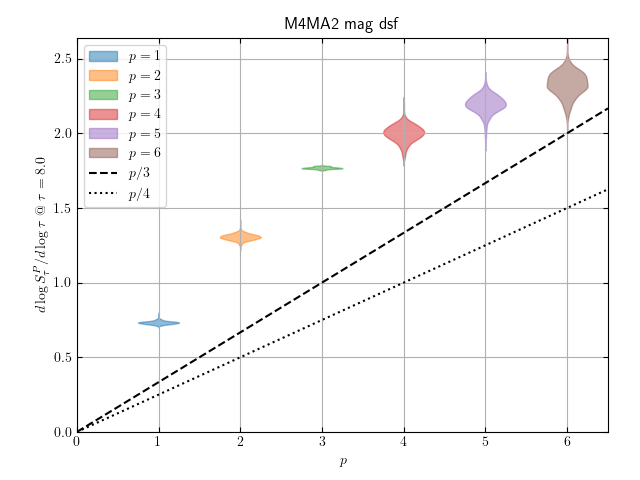 M4MA2 mag dsf
2.5
2.0
1.5
1.0
0.5
0.0
d log S_τ^P / d log τ @ τ = 8.0
p = 1
p = 2
p = 3
p = 4
p = 5
p = 6
p/3
p/4
0 1 2 3 4 5 6
p